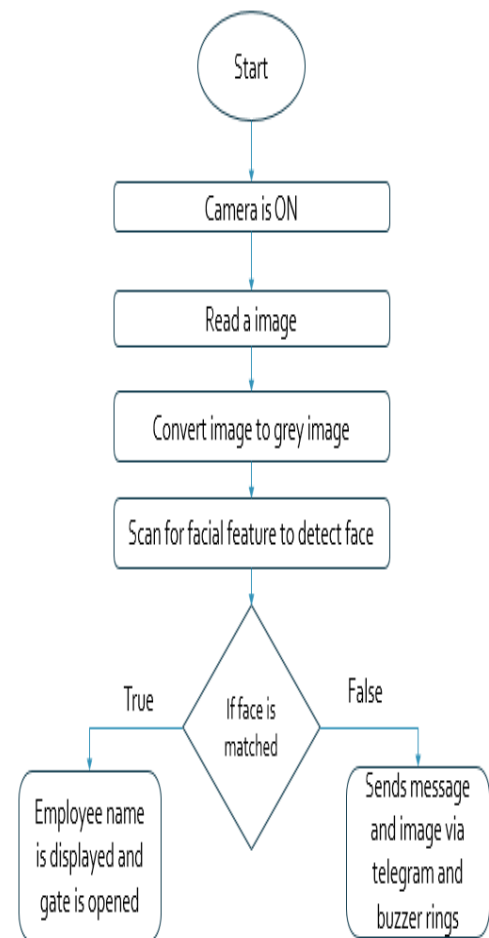 Start
Camera is ON
Read a image
Convert image to grey image
Scan for facial feature to detect face
If face is
matched
True
False
Employee name
is displayed and
gate is opened
Sends message
and image via
telegram and
buzzer rings